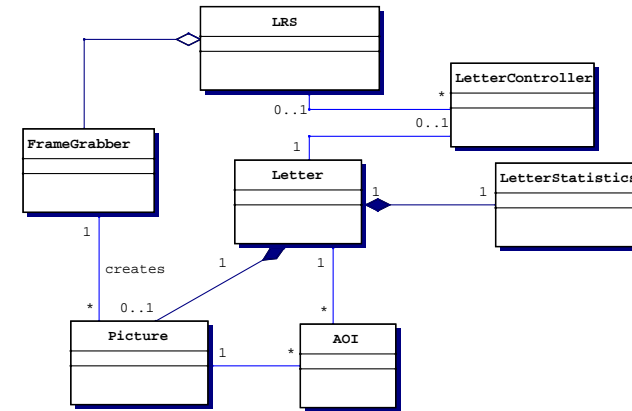 LRS
LetterController
*
0..1
0..1
FrameGrabber
1
Letter
LetterStatistics
1
1
1
creates
1
1
*
0..1
*
Picture
AOI
1
*